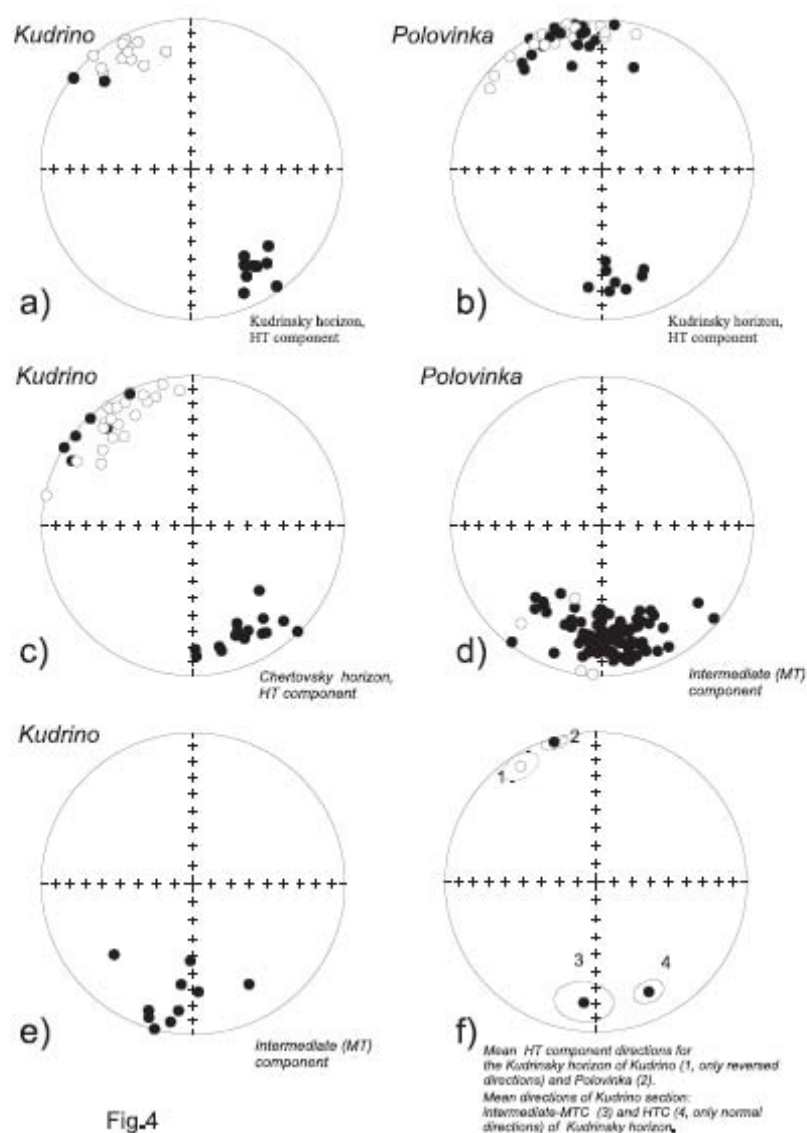 Kudrino
Polovinka
a)
Kudrinsky horizon,
HT component
b)
Kudrinsky horizon,
HT component
Kudrino
Polovinka
c)
Chertovsky horizon,
HT component
d)
Intermediate (MT)
component
Kudrino
2
1
3
4
e)
Intermediate (MT)
component
f)
Mean HT component directions for
the Kudrinsky horizon of Kudrino (1, only reversed
directions) and Polovinka (2).
Mean directions of Kudrino section:
intermediate-MTC (3) and HTC (4, only normal
directions) of Kudrinsky horizon.
Fig.4